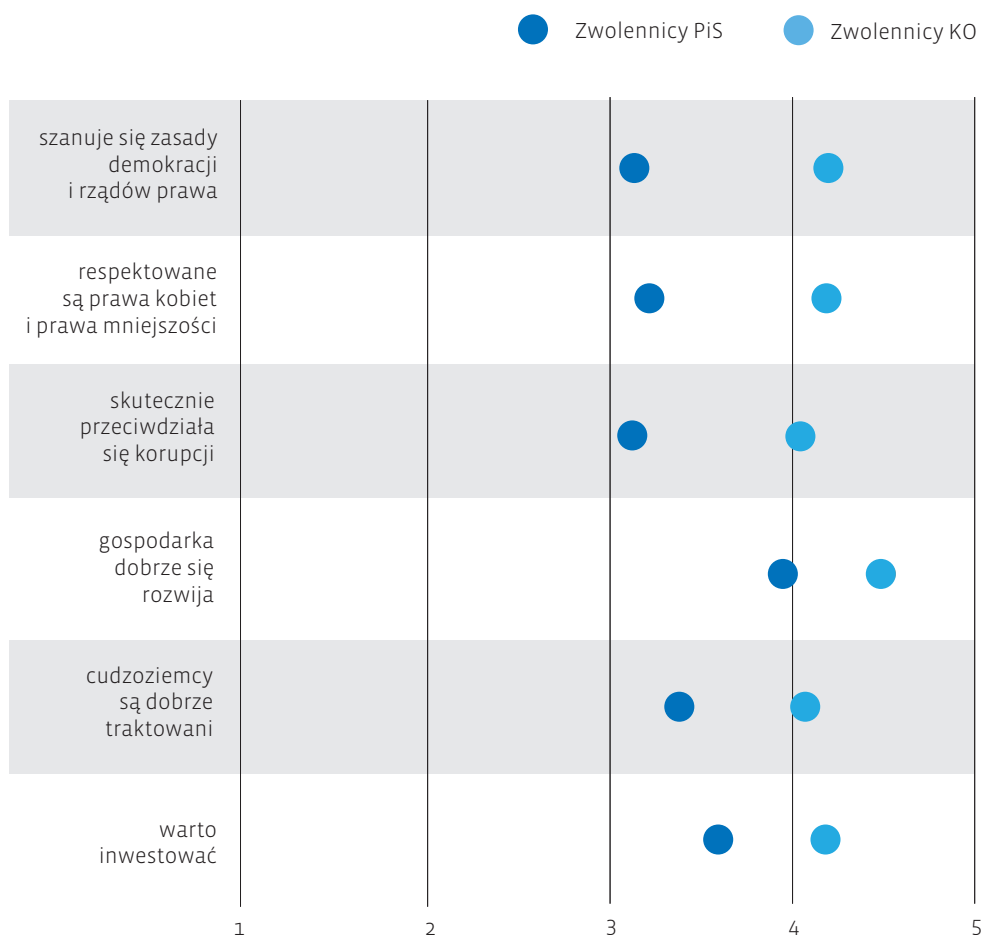 Zwolennicy PiS
Zwolennicy KO
szanuje się zasady
demokracji
i rządów prawa
respektowane
są prawa kobiet
i prawa mniejszości
skutecznie
przeciwdziała
się korupcji
gospodarka
dobrze się
rozwija
cudzoziemcy
są dobrze
traktowani
warto
inwestować
1
2
3
4
5